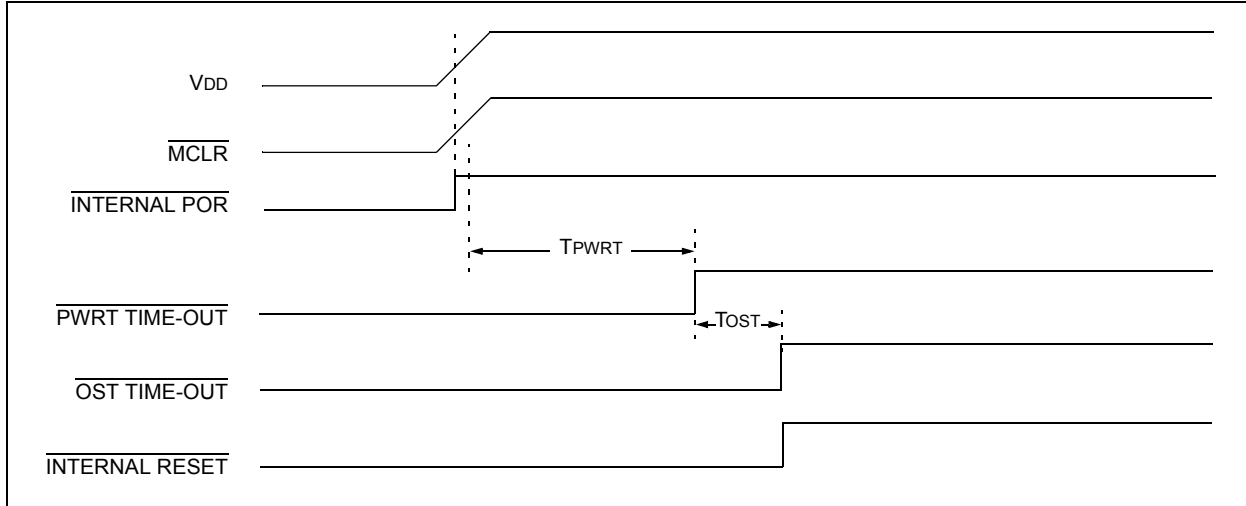 VDD
MCLR
INTERNAL POR
TPWRT
PWRT TIME-OUT
TOST
OST TIME-OUT
INTERNAL RESET